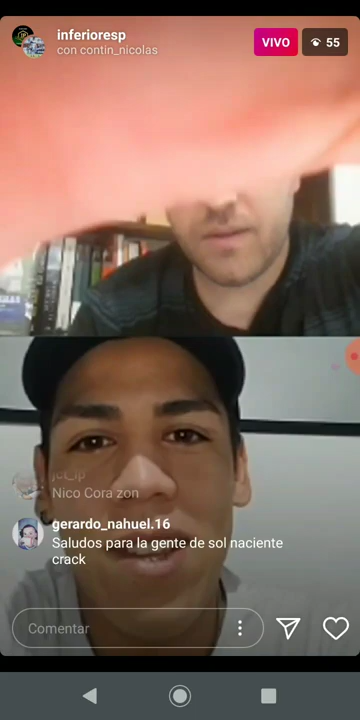 inferioresp
con contin_nicolas
VIVO
55
Nico Cora zon
gerardo_nahuel.16
Saludos para la gente de sol naciente
crack
Comentar